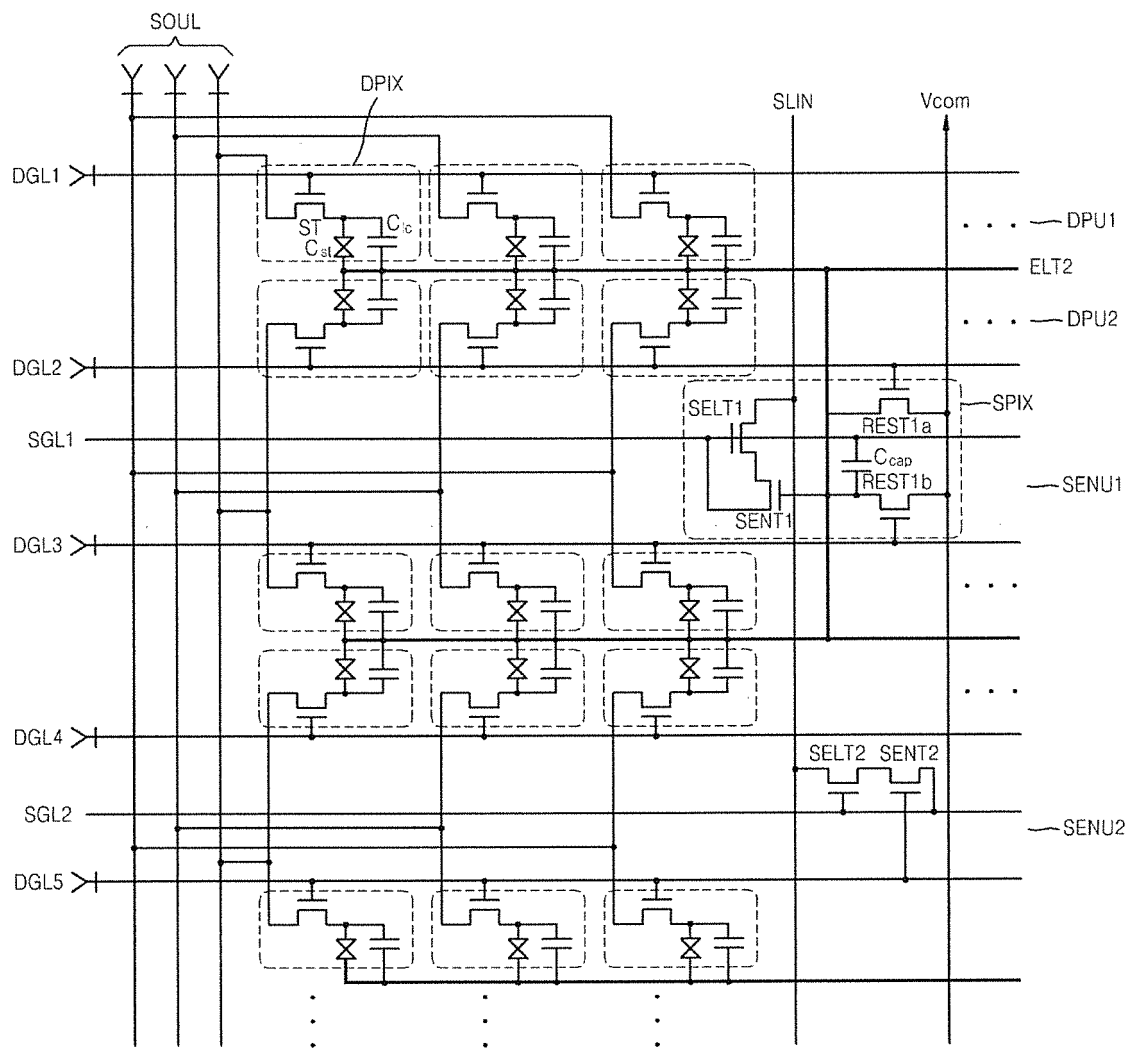 SOUL
DPIX
SLIN
Vcom
DGL1
ST
Clc
Cst
DPU1
ELT2
DPU2
DGL2
SELT1
REST1a
SPIX
SGL1
Ccap
REST1b
SENU1
SENT1
DGL3
DGL4
SELT2 SENT2
SGL2
SENU2
DGL5